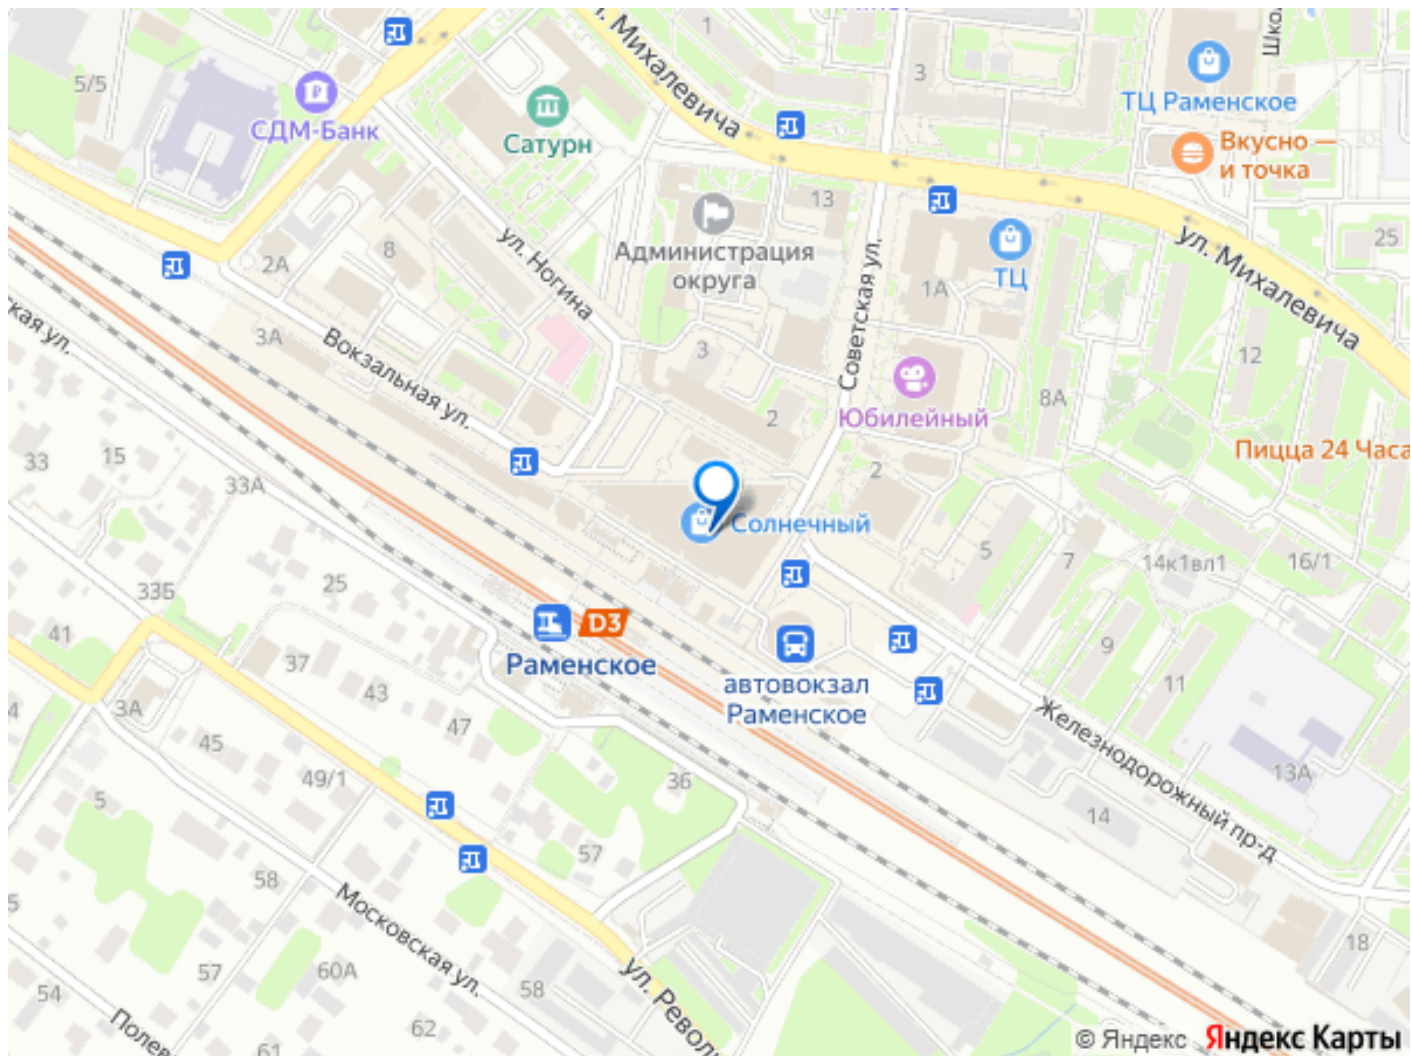 1
3
Шко
5/5
СДМ-Банк
Сатурн
ул. Михалевича
ТЦ Раменское
Вкусно —
и точка
13
Администрация
округа
ул. Ногина
8
2А
3А
Советская ул.
ТЦ
1А
25
ул. Михалевича
кая ул.
Вокзальная ул.
3
2
Юбилейный
12
8А
Пицца 24 Часа
33
15
33А
2
Солнечный
5
7
14к1вл1
16/1
33Б
25
41
37
43
47
D3
Раменское
автовокзал
Раменское
9
11
Железнодорожный пр-д
13А
14
4
3А
45
49/1
36
5
57
58
Московская ул.
5
57
60А
58
54
62
61
Полев
ул. Револ
18
© Яндекс
Яндекс Карты